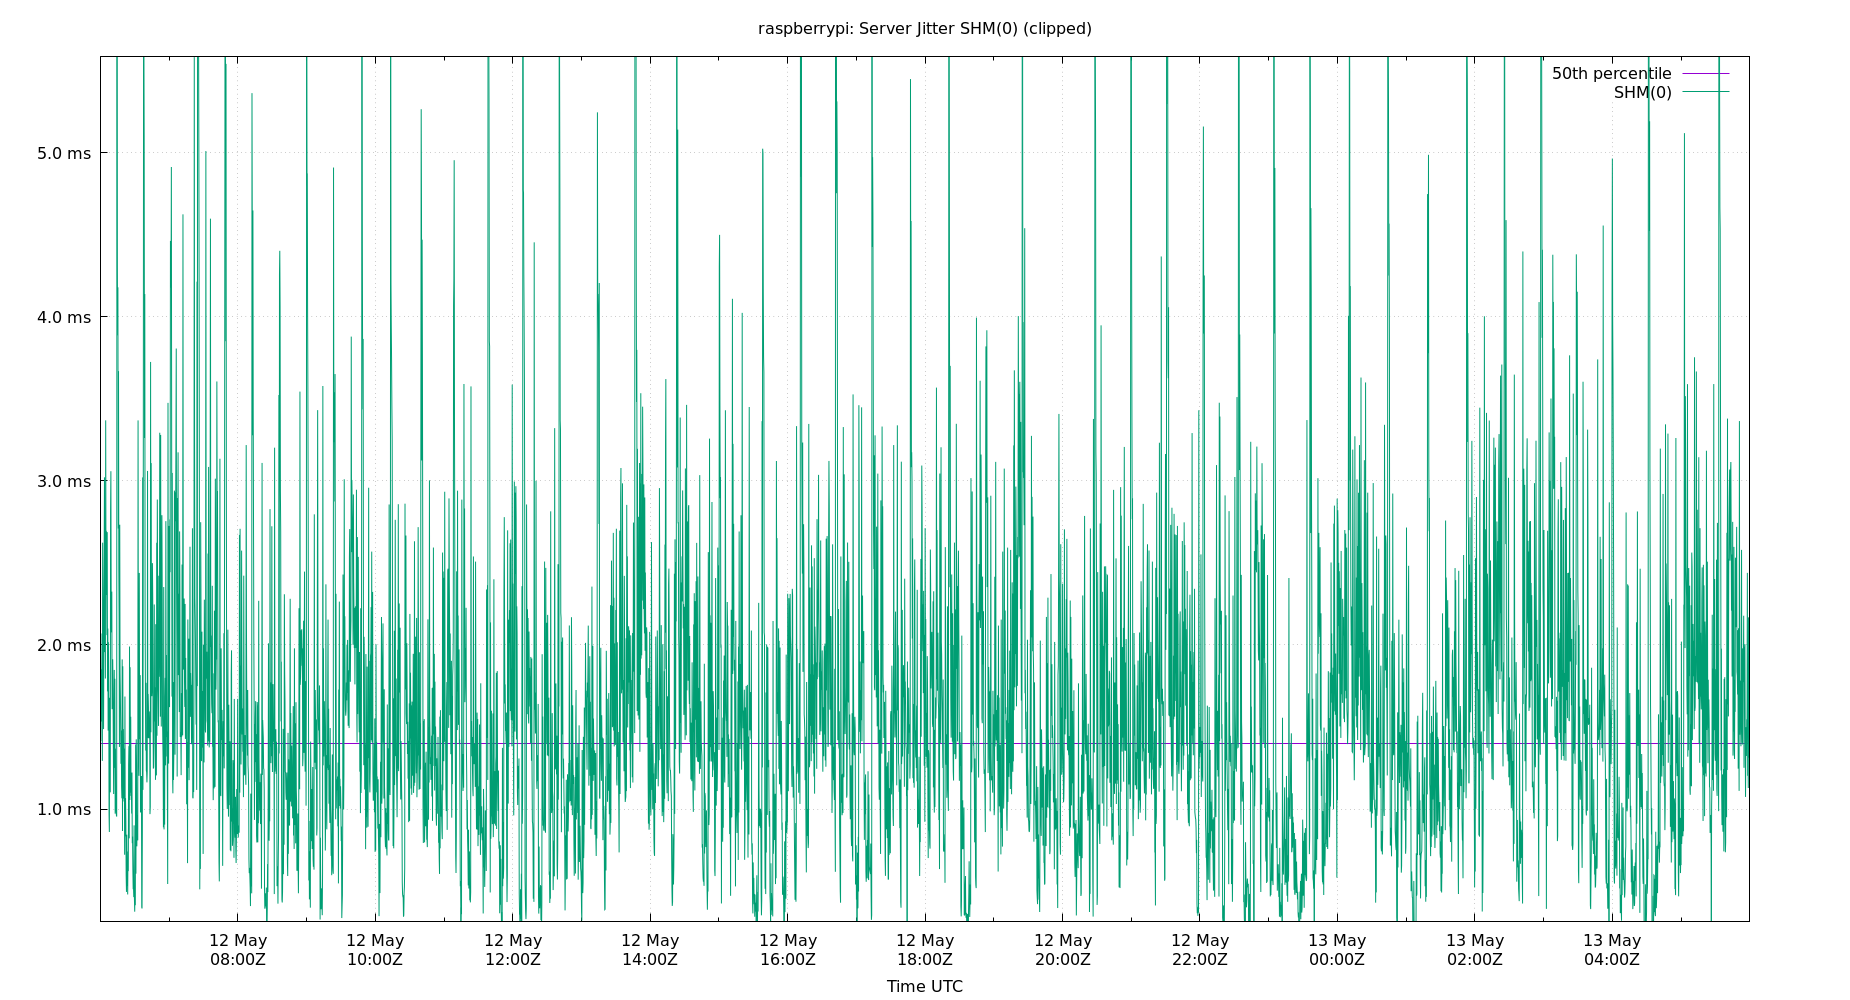 raspberrypi: Server Jitter SHM(0) (clipped)
50th percentile
SHM(0)
5.0 ms
4.0 ms
3.0 ms
2.0 ms
1.0 ms
12 May 12 May 12 May 12 May 12 May 12 May 12 May 12 May 13 May 13 May 13 May
08:00Z 10:00Z 12:00Z 14:00Z 16:00Z 18:00Z 20:00Z 22:00Z 00:00Z 02:00Z 04:00Z
Time UTC